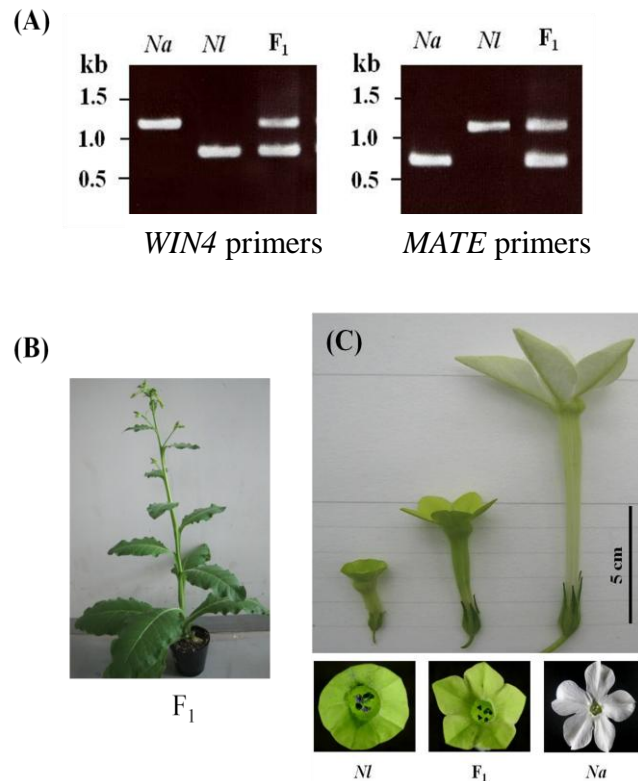 (A)
Na Nl F1
kb
1.5
1.0
0.5
WIN4 primers
Na Nl F1
kb
1.5
1.0
0.5
MATE primers
(B)
F1
(C)
5 cm
Nl F1 Na